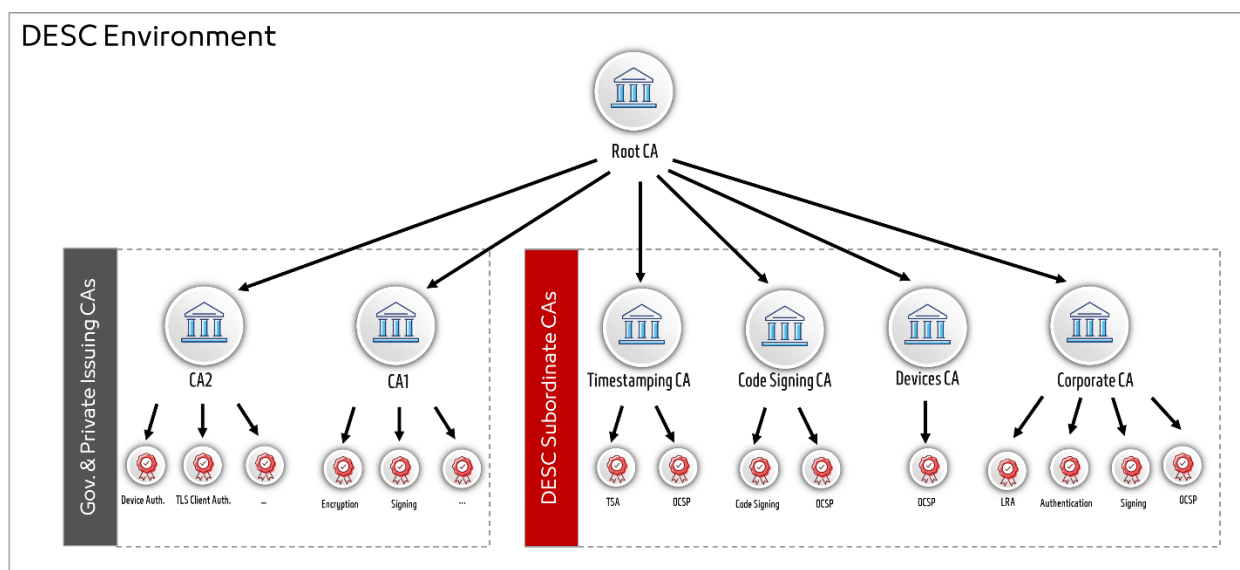 DESC Environment
Root CA
Gov. & Private Issuing CAs
CA2
CA1
Device Auth.
TLS Client Auth.
...
Encryption
Signing
...
DESC Subordinate CAs
Timestamping CA
Code Signing CA
Devices CA
Corporate CA
TSA
OCSP
Code Signing
OCSP
OCSP
LRA
Authentication
Signing
OCSP